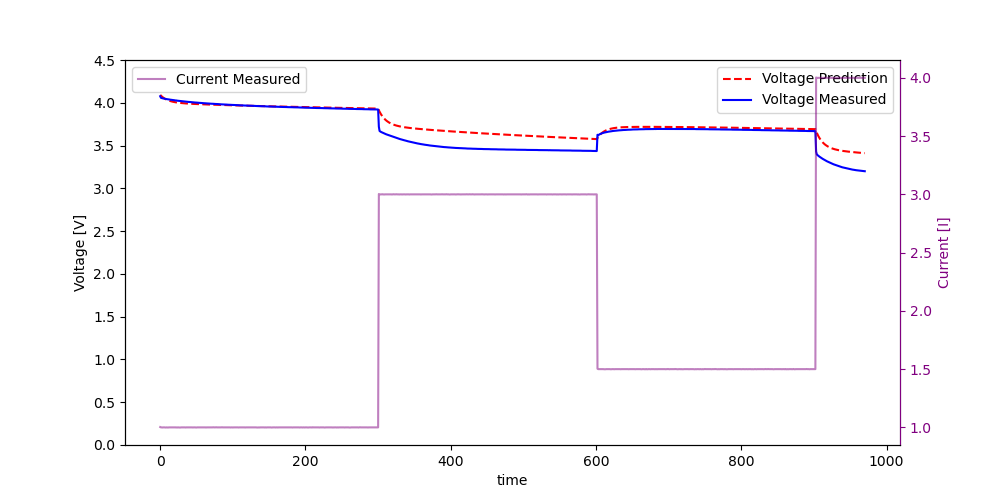 Current Measured
Voltage Prediction
Voltage Measured
4.5
4.0
3.5
3.0
2.5
2.0
1.5
1.0
0.5
0.0
Voltage [V]
4.0
3.5
3.0
2.5
2.0
1.5
1.0
Current [I]
0 200 400 600 800 1000
time